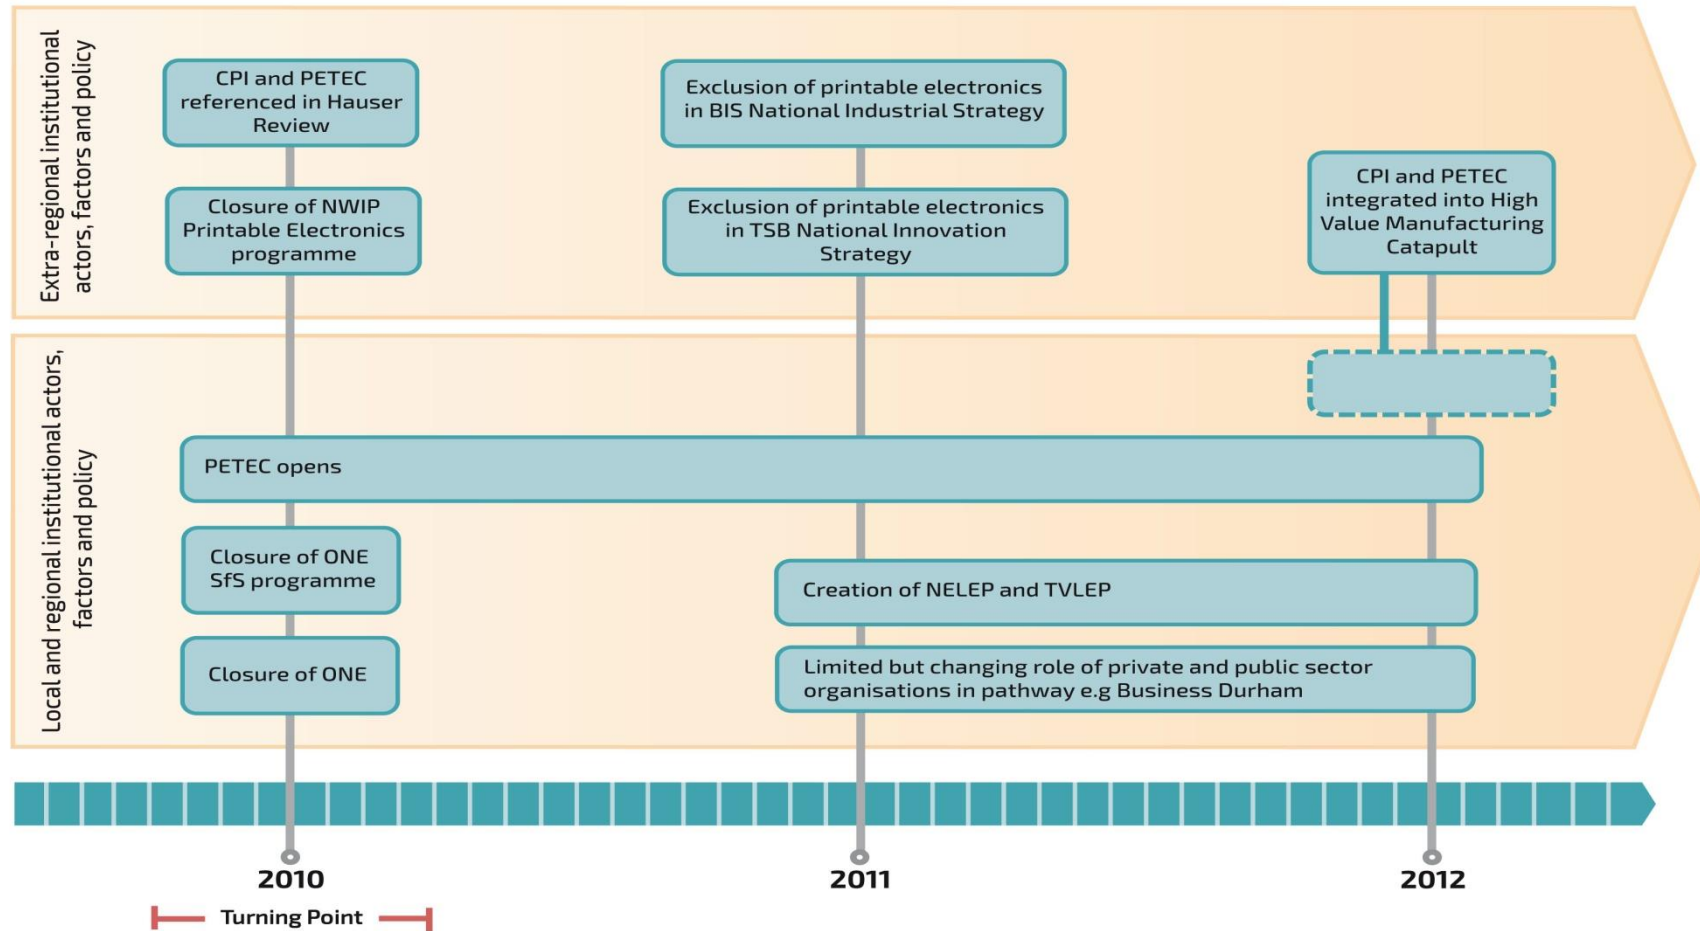 Extra-regional institutional
actors, factors and policy
CPI and PETEC
referenced in Hauser
Review
Closure of NWIP
Printable Electronics
programme
Exclusion of printable electronics
in BIS National Industrial Strategy
Exclusion of printable electronics
in TSB National Innovation
Strategy
CPI and PETEC
integrated into High
Value Manufacturing
Catapult
Local and regional institutional actors,
factors and policy
PETEC opens
Closure of ONE
SfS programme
Closure of ONE
Creation of NELEP and TVLEP
Limited but changing role of private and public sector
organisations in pathway e.g Business Durham
2010
2011
2012
Turning Point